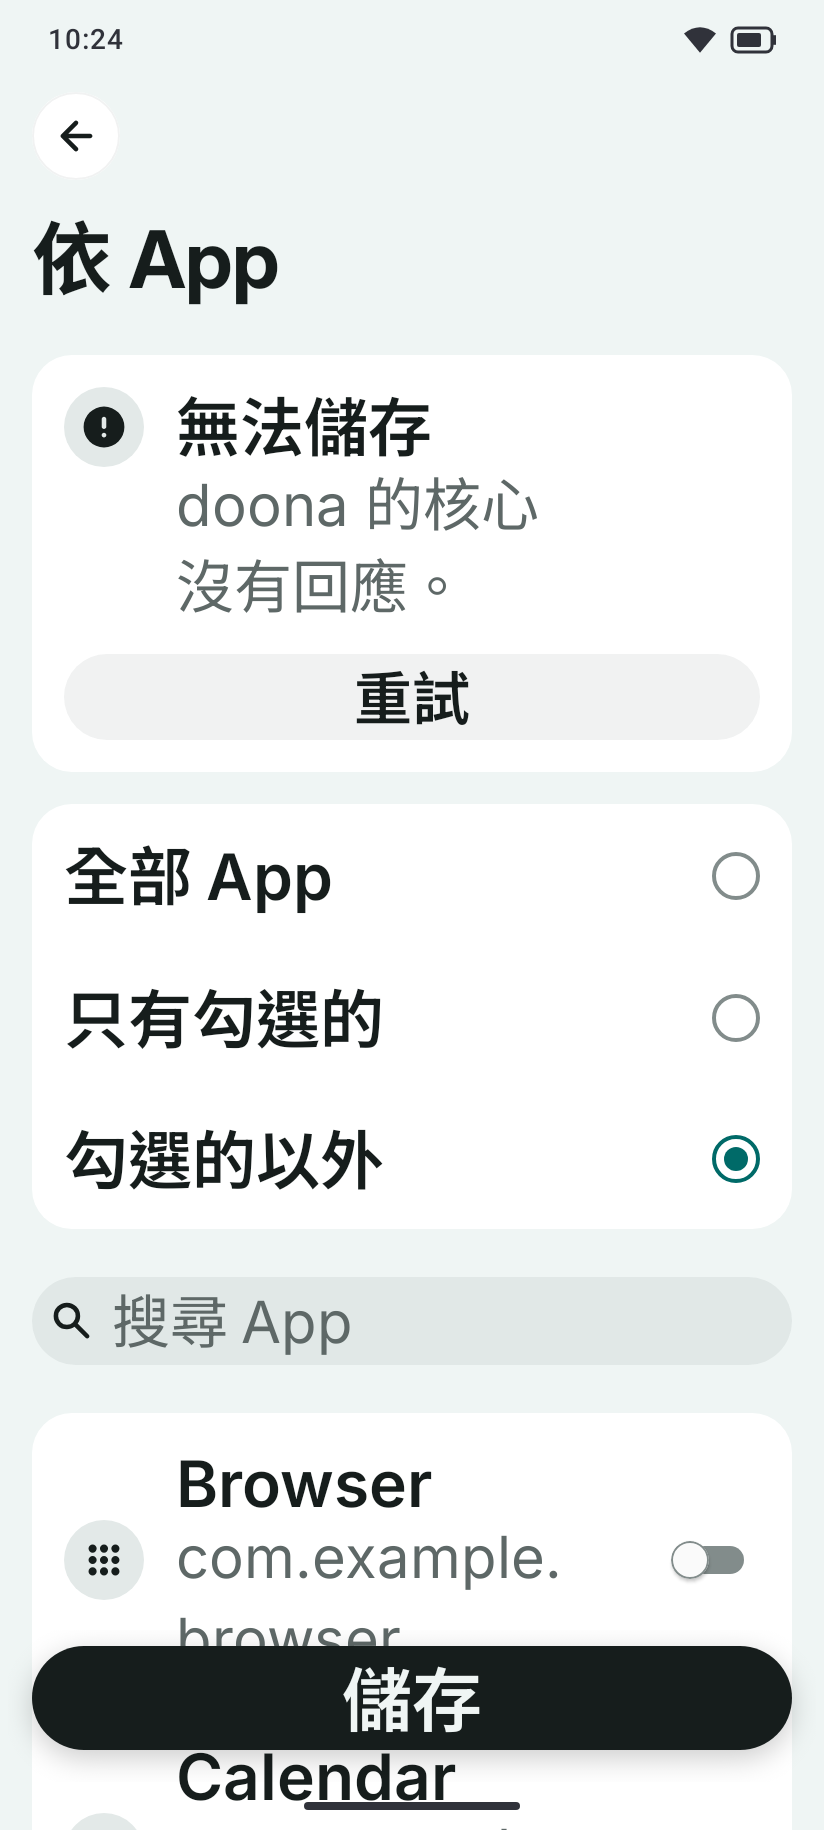 10:24
依 App
無法儲存
doona 的核心
沒有回應。
重試
全部 App
只有勾選的
勾選的以外
搜尋 App
Browser
com.example.
browser
儲存
Calendar